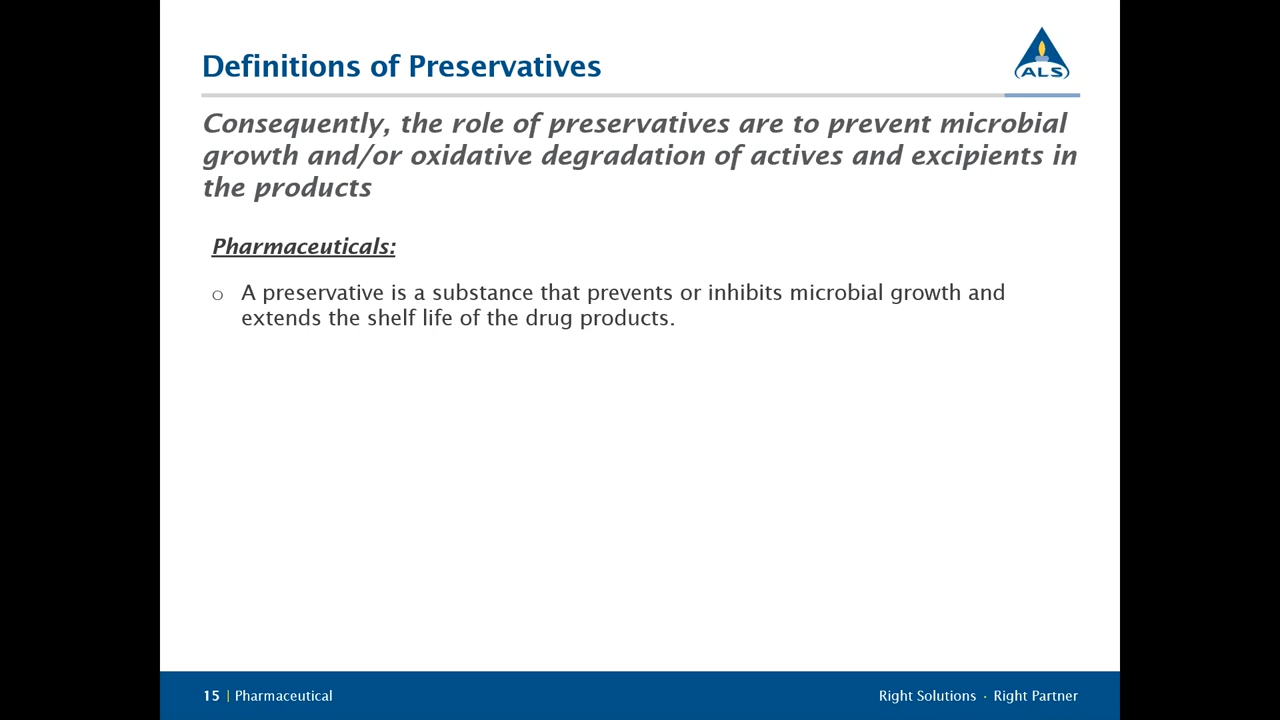 Definitions of Preservatives
ALS
Consequently, the role of preservatives are to prevent microbial
growth and/or oxidative degradation of actives and excipients in
the products
Pharmaceuticals:
o A preservative is a substance that prevents or inhibits microbial growth and
extends the shelf life of the drug products.
15 | Pharmaceutical
Right Solutions · Right Partner